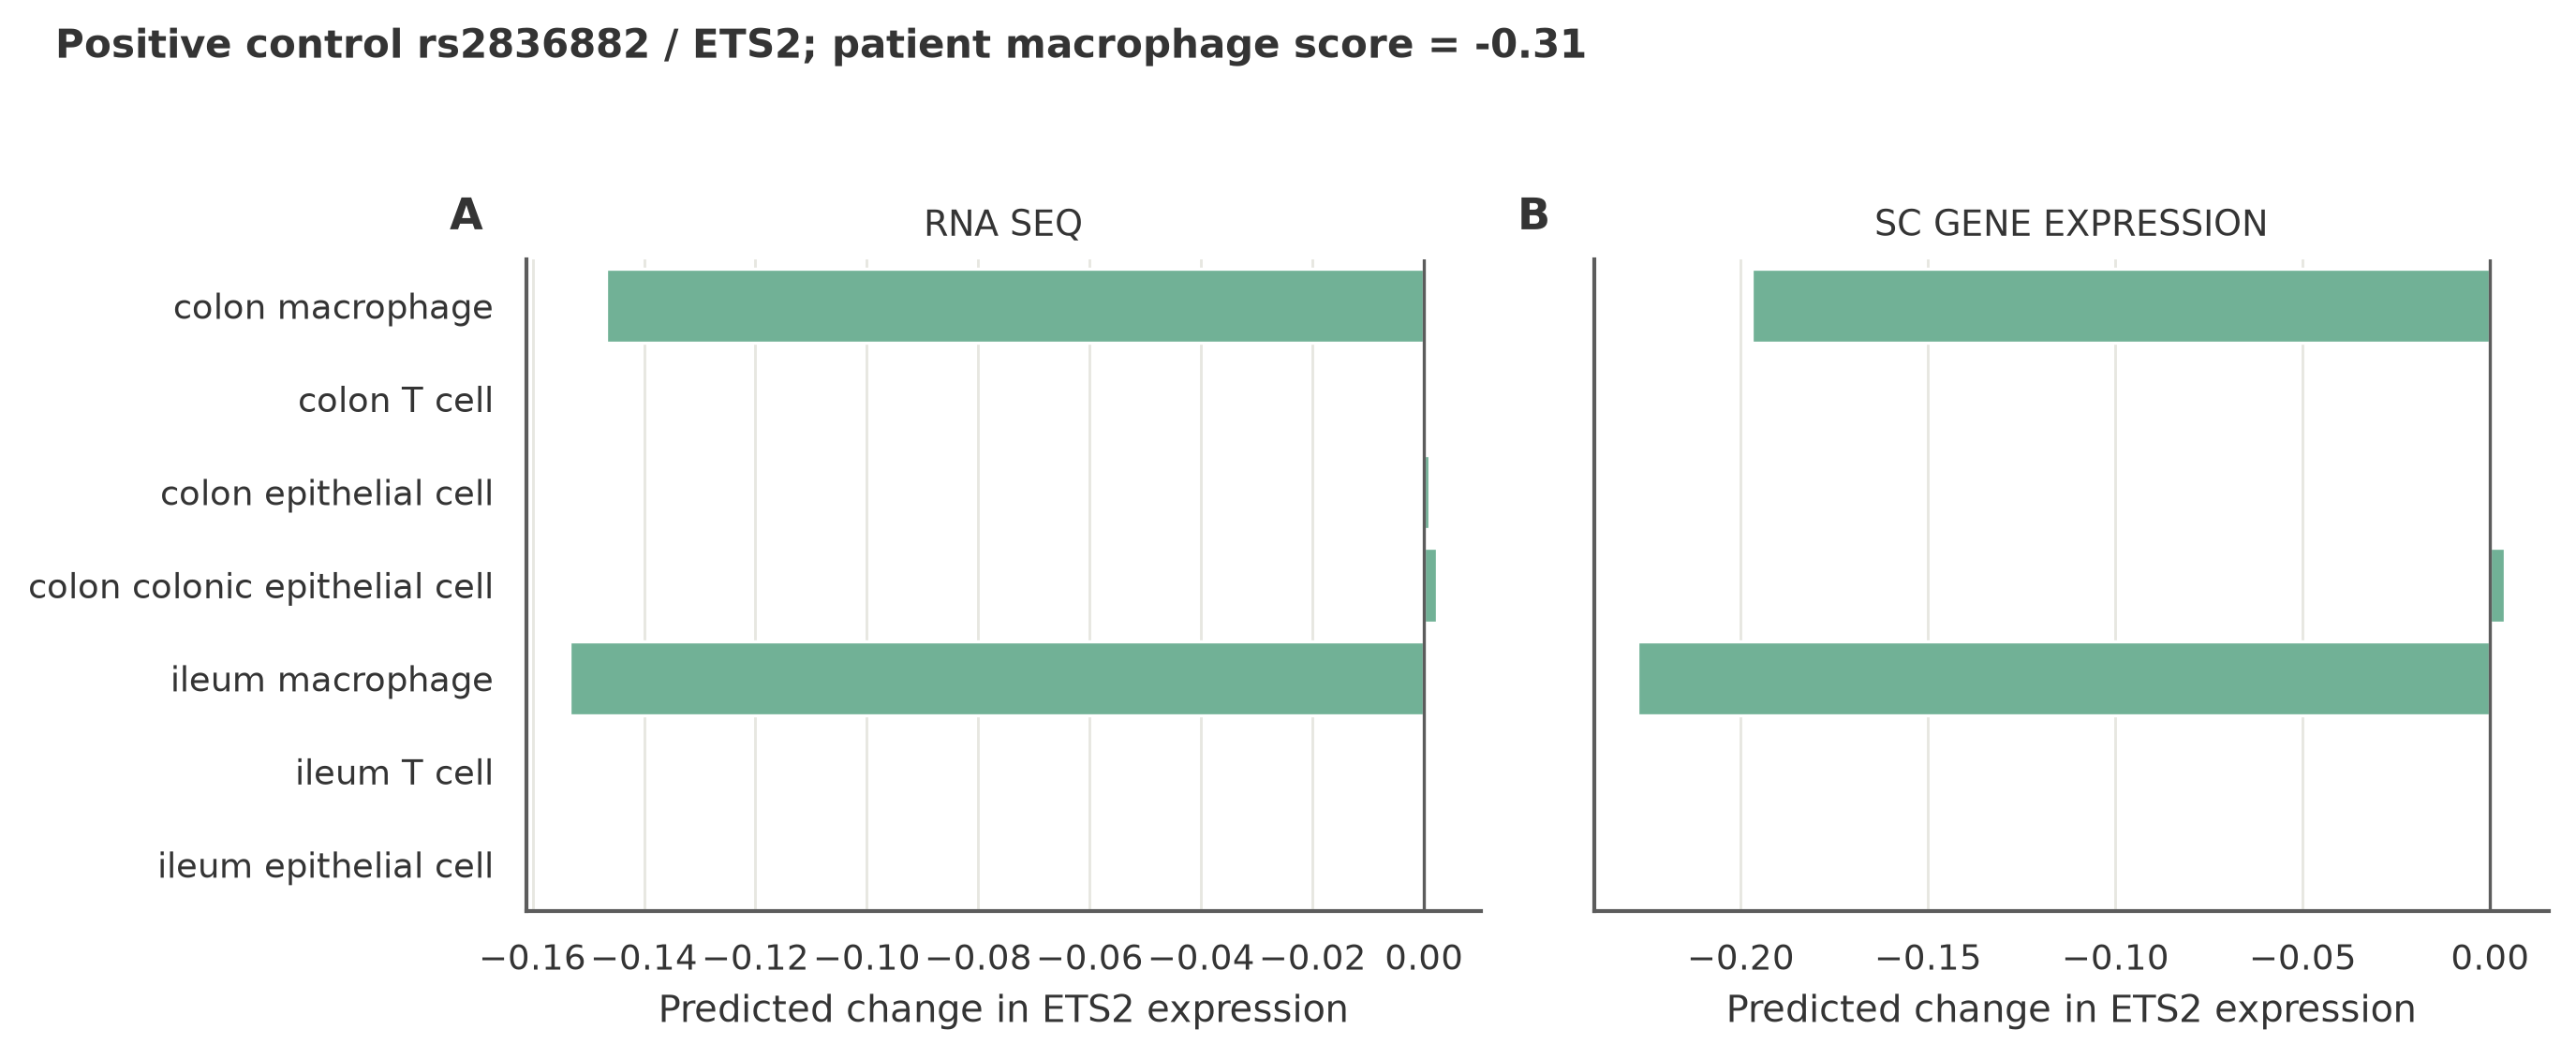 Positive control rs2836882 / ETS2; patient macrophage score = -0.31
A
RNA SEQ
colon macrophage
colon T cell
colon epithelial cell
colon colonic epithelial cell
ileum macrophage
ileum T cell
ileum epithelial cell
−0.16 −0.14 −0.12 −0.10 −0.08 −0.06 −0.04 −0.02 0.00
Predicted change in ETS2 expression
B
SC GENE EXPRESSION
−0.20 −0.15 −0.10 −0.05 0.00
Predicted change in ETS2 expression